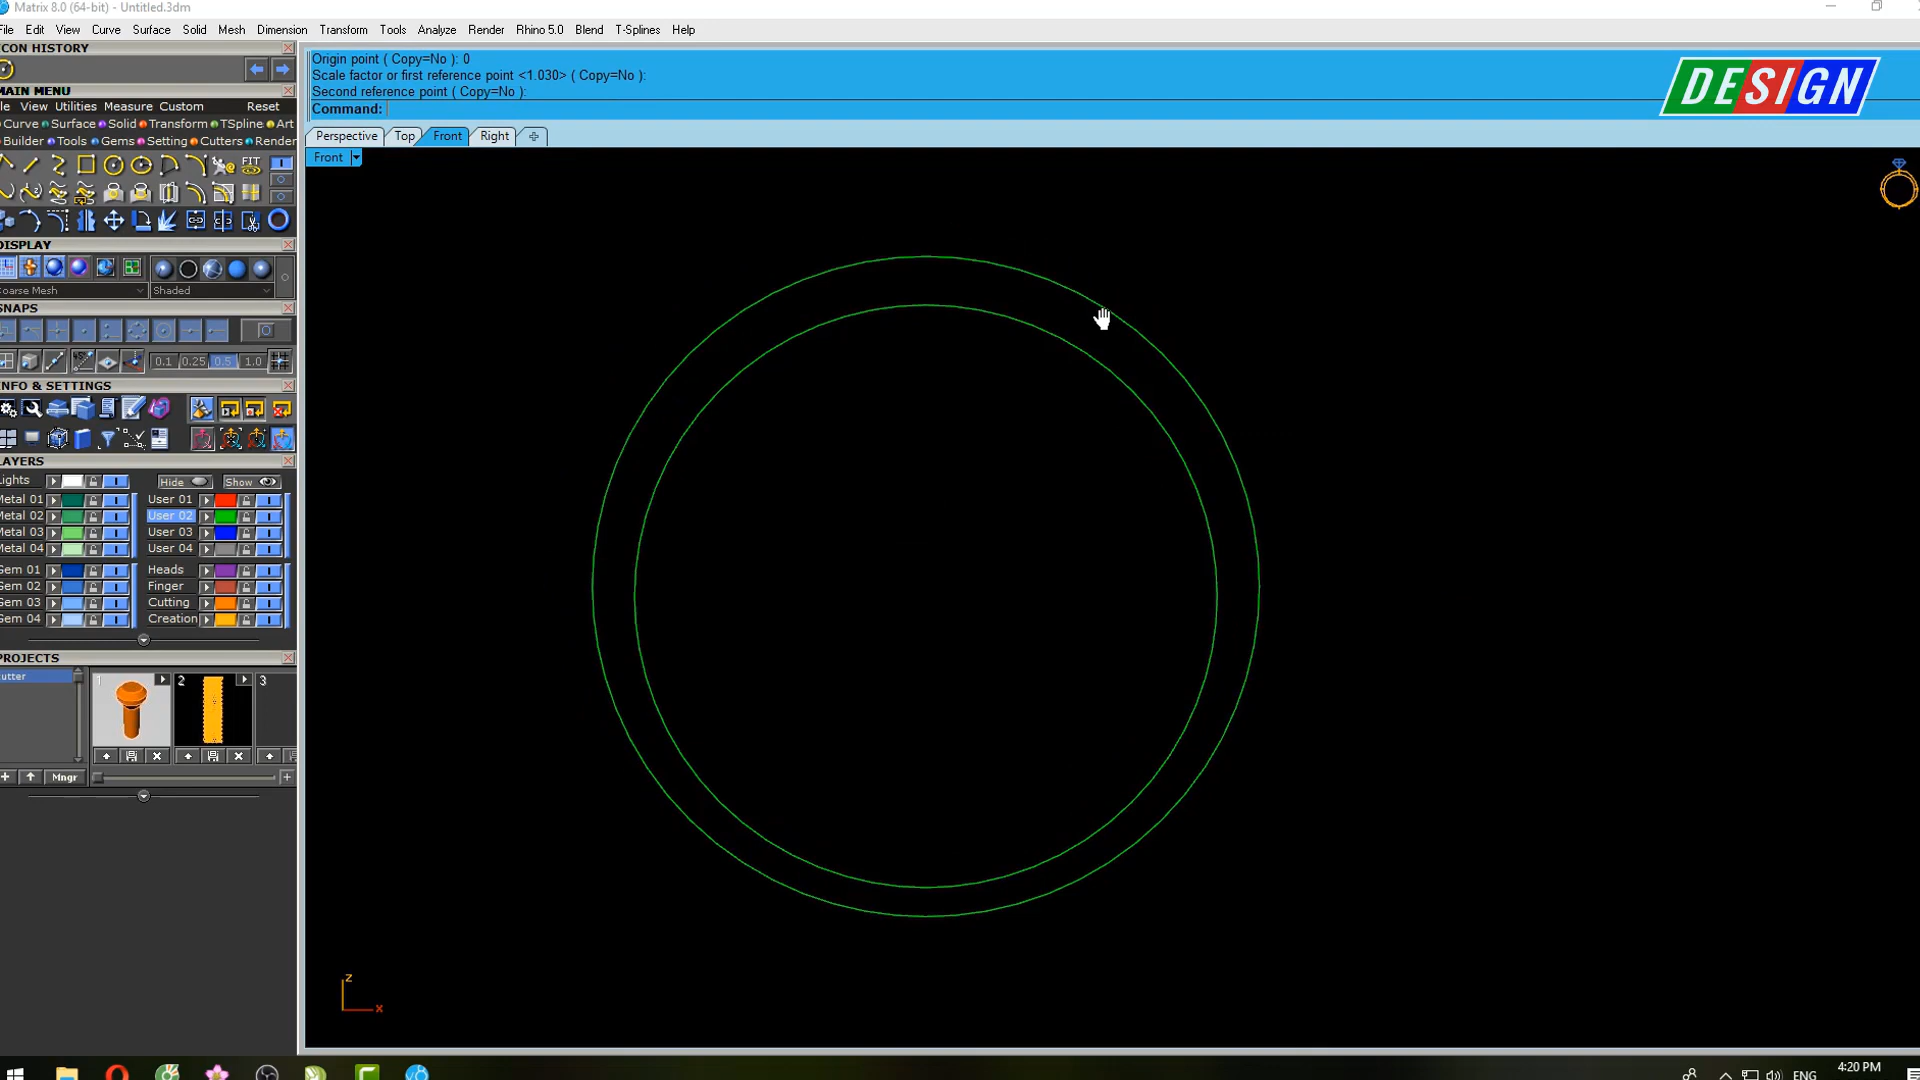 Matrix 8.0 (64-bit) - Untitled.3dm
File Edit View Curve Surface Solid Mesh Dimension Transform Tools Analyze Render Rhino 5.0 Blend T-Splines Help
ICON HISTORY
Origin point ( Copy=No ): 0
Scale factor or first reference point <1.030> ( Copy=No ):
Second reference point ( Copy=No ):
Command:
DESIGN
MAIN MENU
le View Utilities Measure Custom Reset
Curve Surface Solid Transform TSpline Art
Builder Tools Gems Setting Cutters Render
Perspective Top Front Right
Front
FIT
DISPLAY
Coarse Mesh Shaded
SNAPS
0.1 0.25 0.5 1.0
INFO & SETTINGS
LAYERS
Lights Hide Show
Metal 01 User 01
Metal 02 User 02
Metal 03 User 03
Metal 04 User 04
Gem 01 Heads
Gem 02 Finger
Gem 03 Cutting
Gem 04 Creation
PROJECTS
utter 1 2 3
Mngr
z
x
ENG
4:20 PM